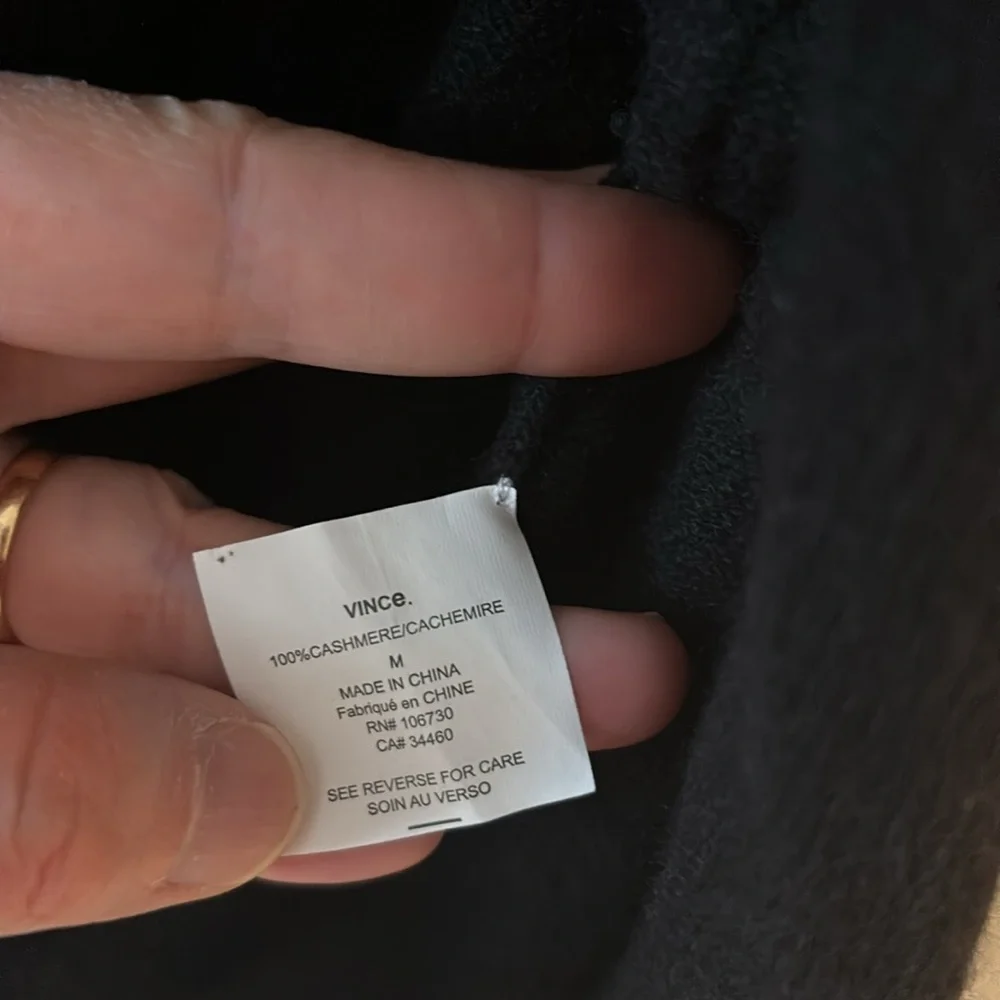 VINCe.
100%CASHMERE/CACHEMIRE
M
MADE IN CHINA
Fabriqué en CHINE
RN# 106730
CA# 34460
SEE REVERSE FOR CARE
SOIN AU VERSO